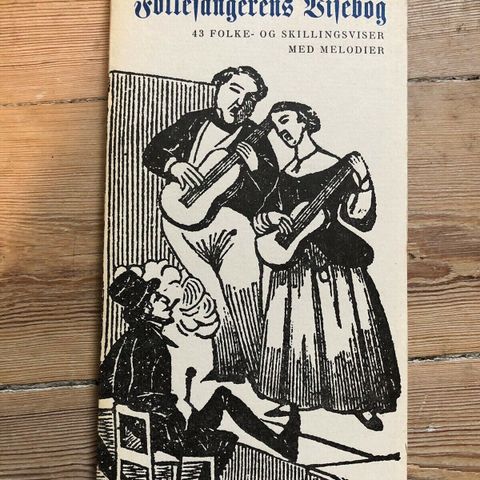 Folkesangerens Visebog
43 FOLKE- OG SKILLINGSVISER
MED MELODIER